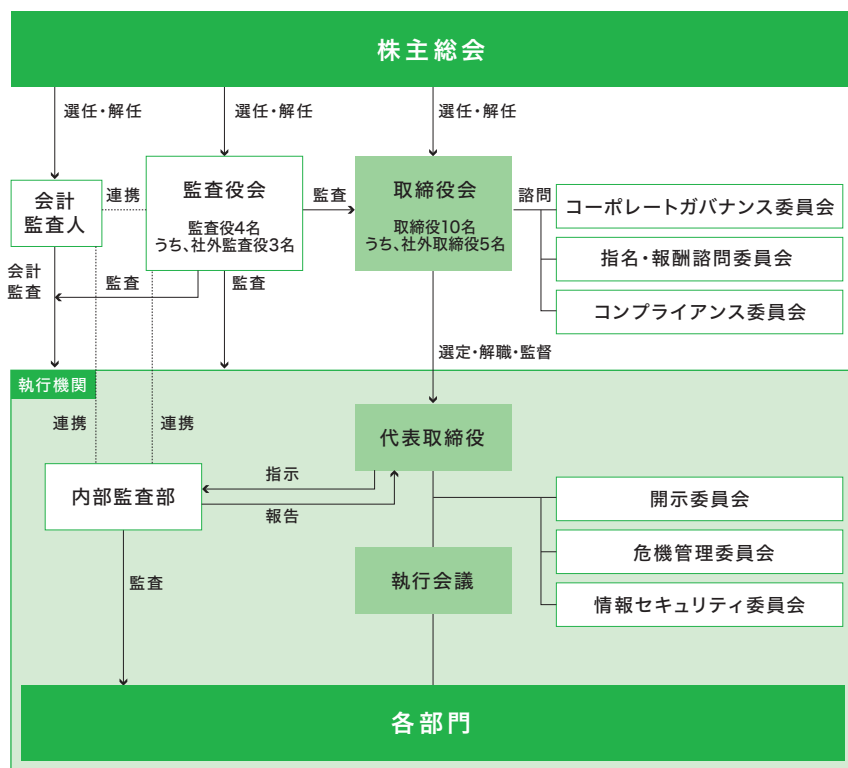 株主総会
選任・解任
選任・解任
選任・解任
会計
監査人
連携
監査役会
監査役4名
うち、社外監査役3名
監査
取締役会
取締役10名
うち、社外取締役5名
諮問
コーポレートガバナンス委員会
指名・報酬諮問委員会
コンプライアンス委員会
会計
監査
監査
監査
選定・解職・監督
執行機関
連携
連携
代表取締役
内部監査部
指示
報告
開示委員会
危機管理委員会
情報セキュリティ委員会
執行会議
監査
各部門